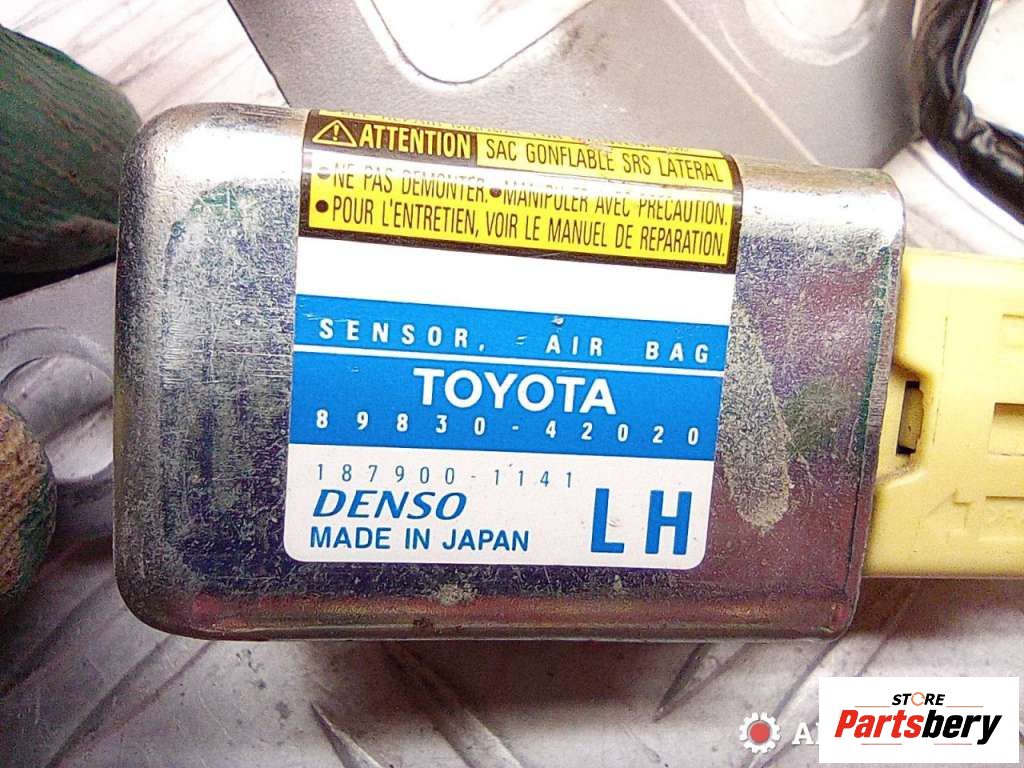 ATTENTION SAC GONFLABLE SRS LATERAL
• NE PAS DEMONTER. • MANIPULER AVEC PRECAUTION.
• POUR L'ENTRETIEN, VOIR LE MANUEL DE REPARATION.
SENSOR, AIR BAG
TOYOTA
89830-42020
187900-1141
DENSO
MADE IN JAPAN
LH
STORE
Partsbery